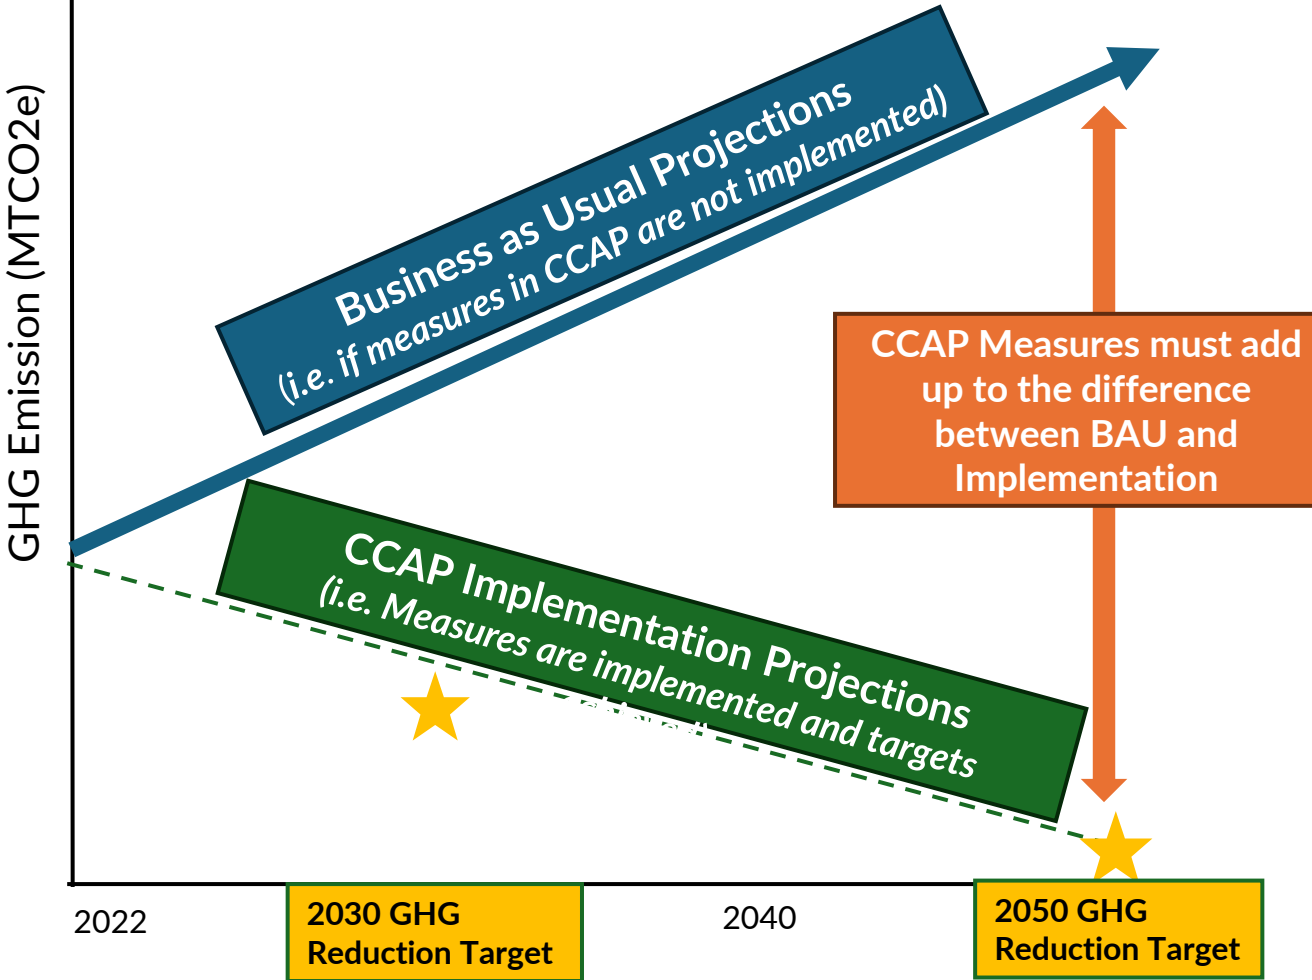 GHG Emission (MTCO2e)
Business as Usual Projections
(i.e. if measures in CCAP are not implemented)
CCAP Measures must add
up to the difference
between BAU and
Implementation
CCAP Implementation Projections
(i.e. Measures are implemented and targets
2022
2030 GHG
Reduction Target
2040
2050 GHG
Reduction Target